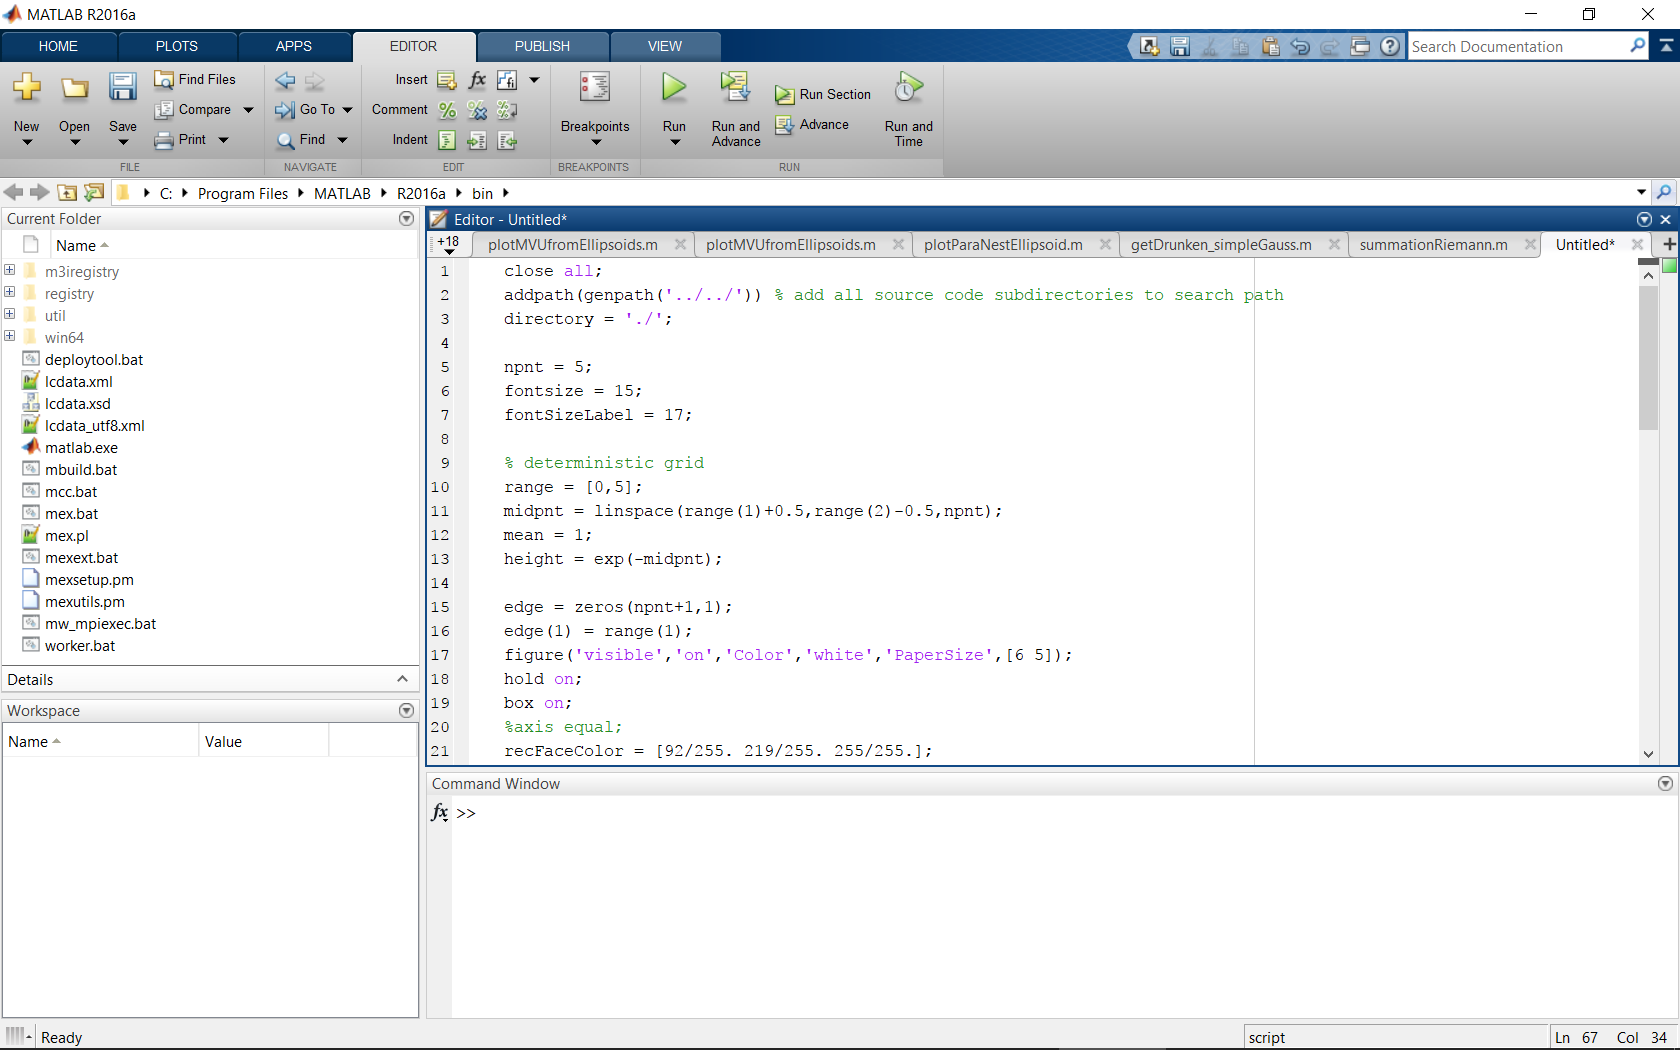 MATLAB R2016a
HOME PLOTS APPS EDITOR PUBLISH VIEW
Search Documentation
New
Open
Save
Find Files
Compare
Print
FILE
Go To
Find
NAVIGATE
Insert
Comment
Indent
EDIT
Breakpoints
BREAKPOINTS
Run
Run and
Advance
Run Section
Advance
Run and
Time
RUN
C: Program Files MATLAB R2016a bin
Current Folder
Name
m3iregistry
registry
util
win64
deploytool.bat
lcdata.xml
lcdata.xsd
lcdata_utf8.xml
matlab.exe
mbuild.bat
mcc.bat
mex.bat
mex.pl
mexext.bat
mexsetup.pm
mexutils.pm
mw_mpiexec.bat
worker.bat
Details
Workspace
Name Value
Editor - Untitled*
+18 plotMVUfromEllipsoids.m plotMVUfromEllipsoids.m plotParaNestEllipsoid.m getDrunken_simpleGauss.m summationRiemann.m Untitled*
1 close all;
2 addpath(genpath('../../')) % add all source code subdirectories to search path
3 directory = './';
4
5 npnt = 5;
6 fontsize = 15;
7 fontSizeLabel = 17;
8
9 % deterministic grid
10 range = [0,5];
11 midpnt = linspace(range(1)+0.5,range(2)-0.5,npnt);
12 mean = 1;
13 height = exp(-midpnt);
14
15 edge = zeros(npnt+1,1);
16 edge(1) = range(1);
17 figure('visible','on','Color','white','PaperSize',[6 5]);
18 hold on;
19 box on;
20 %axis equal;
21 recFaceColor = [92/255. 219/255. 255/255.];
Command Window
fx >>
Ready
script
Ln 67 Col 34